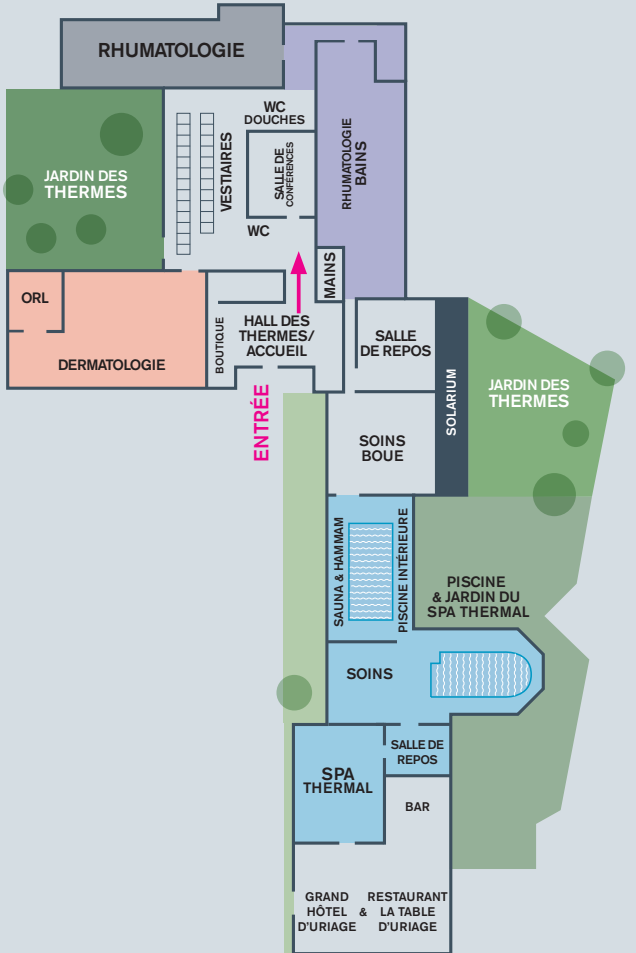 RHUMATOLOGIE
WC
DOUCHES
VESTIAIRES
SALLE DE
CONFÉRENCES
RHUMATOLOGIE
BAINS
JARDIN DES
THERMES
WC
MAINS
ORL
DERMATOLOGIE
BOUTIQUE
HALL DES
THERMES/
ACCUEIL
ENTRÉE
SALLE
DE REPOS
SOLARIUM
JARDIN DES
THERMES
SOINS
BOUE
SAUNA & HAMMAM
PISCINE INTÉRIEURE
PISCINE
& JARDIN DU
SPA THERMAL
SOINS
SALLE DE
REPOS
SPA
THERMAL
BAR
GRAND
HÔTEL
D'URIAGE
&
RESTAURANT
LA TABLE
D'URIAGE